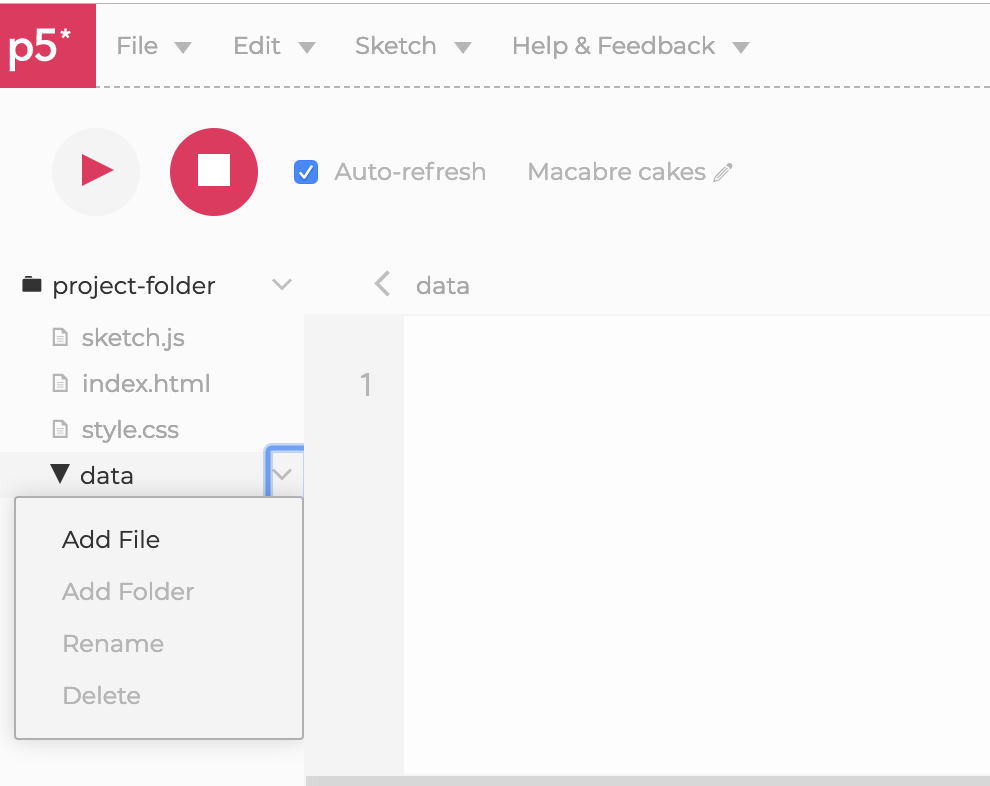 p5*
File Edit Sketch Help & Feedback
Auto-refresh Macabre cakes
project-folder
data
sketch.js
index.html
style.css
data
1
Add File
Add Folder
Rename
Delete